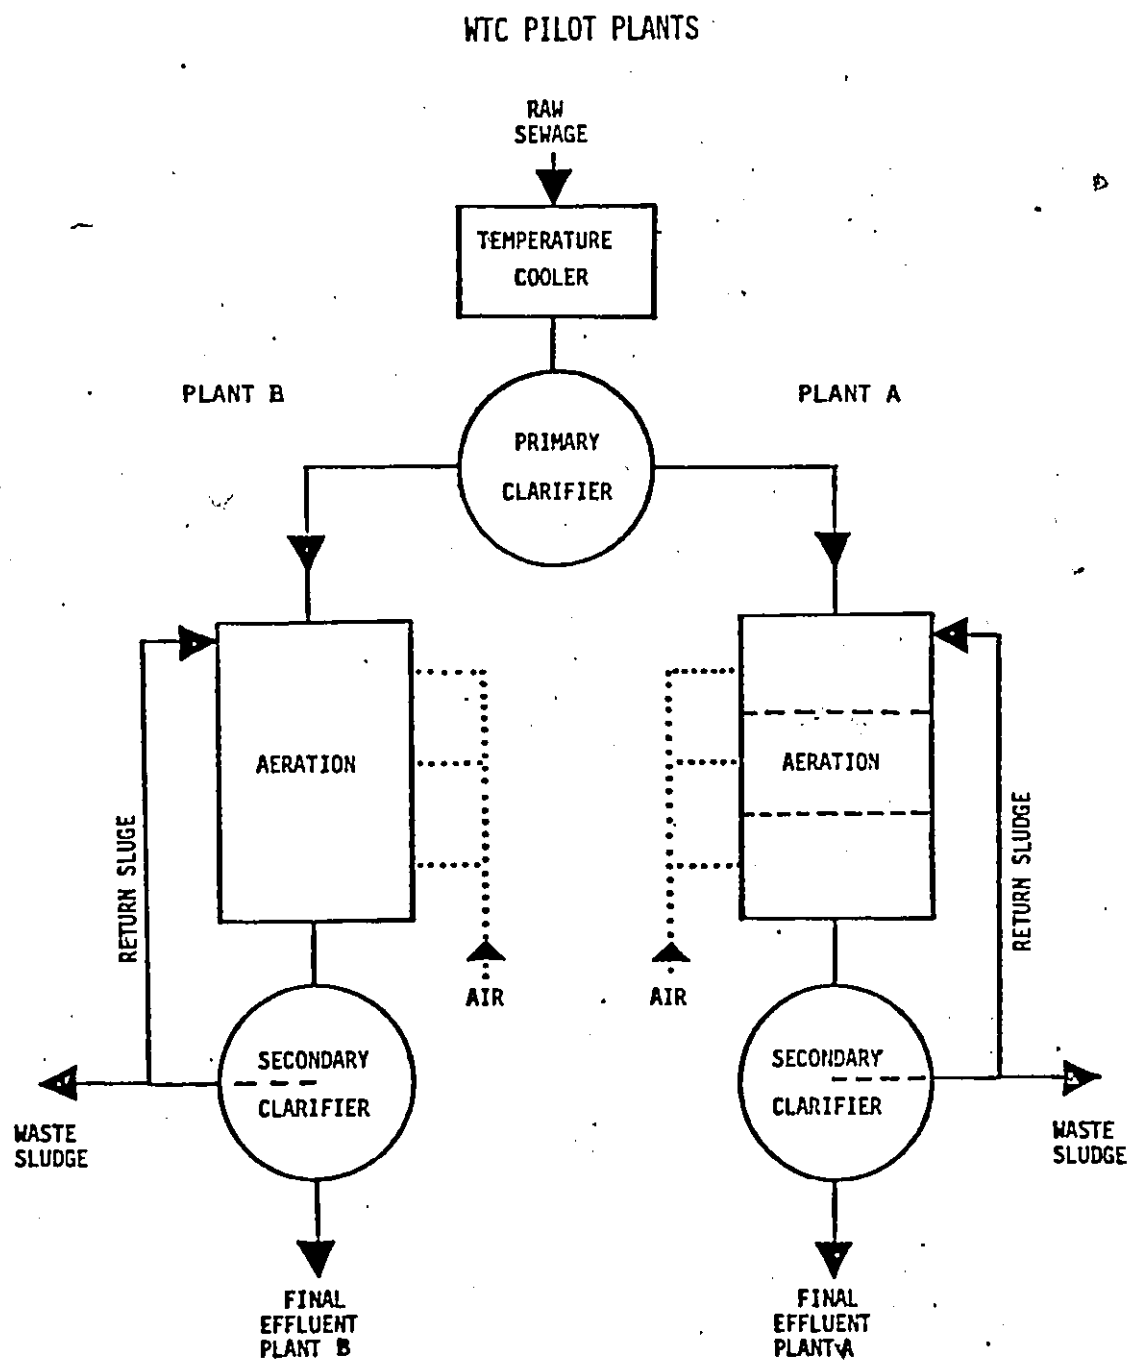 WTC PILOT PLANTS
RAW
SEWAGE
TEMPERATURE
COOLER
PLANT B
PLANT A
PRIMARY
CLARIFIER
AERATION
AERATION
RETURN SLUGE
RETURN SLUDGE
AIR
AIR
SECONDARY
CLARIFIER
SECONDARY
CLARIFIER
WASTE
SLUDGE
WASTE
SLUDGE
FINAL
EFFLUENT
PLANT B
FINAL
EFFLUENT
PLANT A